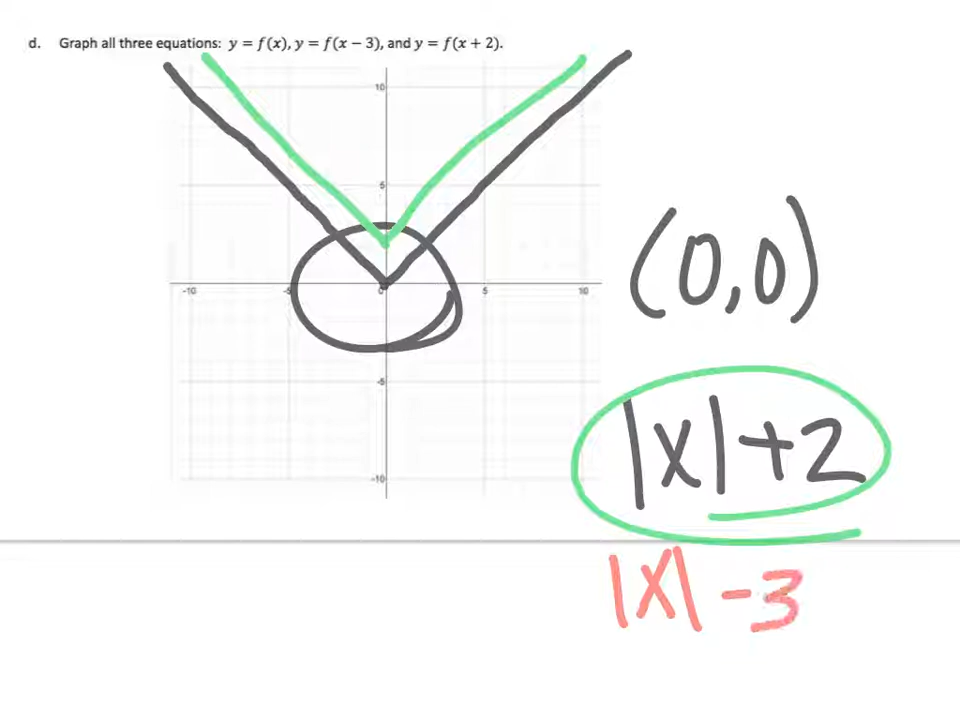 d. Graph all three equations: y = f(x), y = f(x − 3), and y = f(x + 2).
10
5
-10 -5 0 5 10
-5
-10
(0,0)
|x|+2
|x| -3